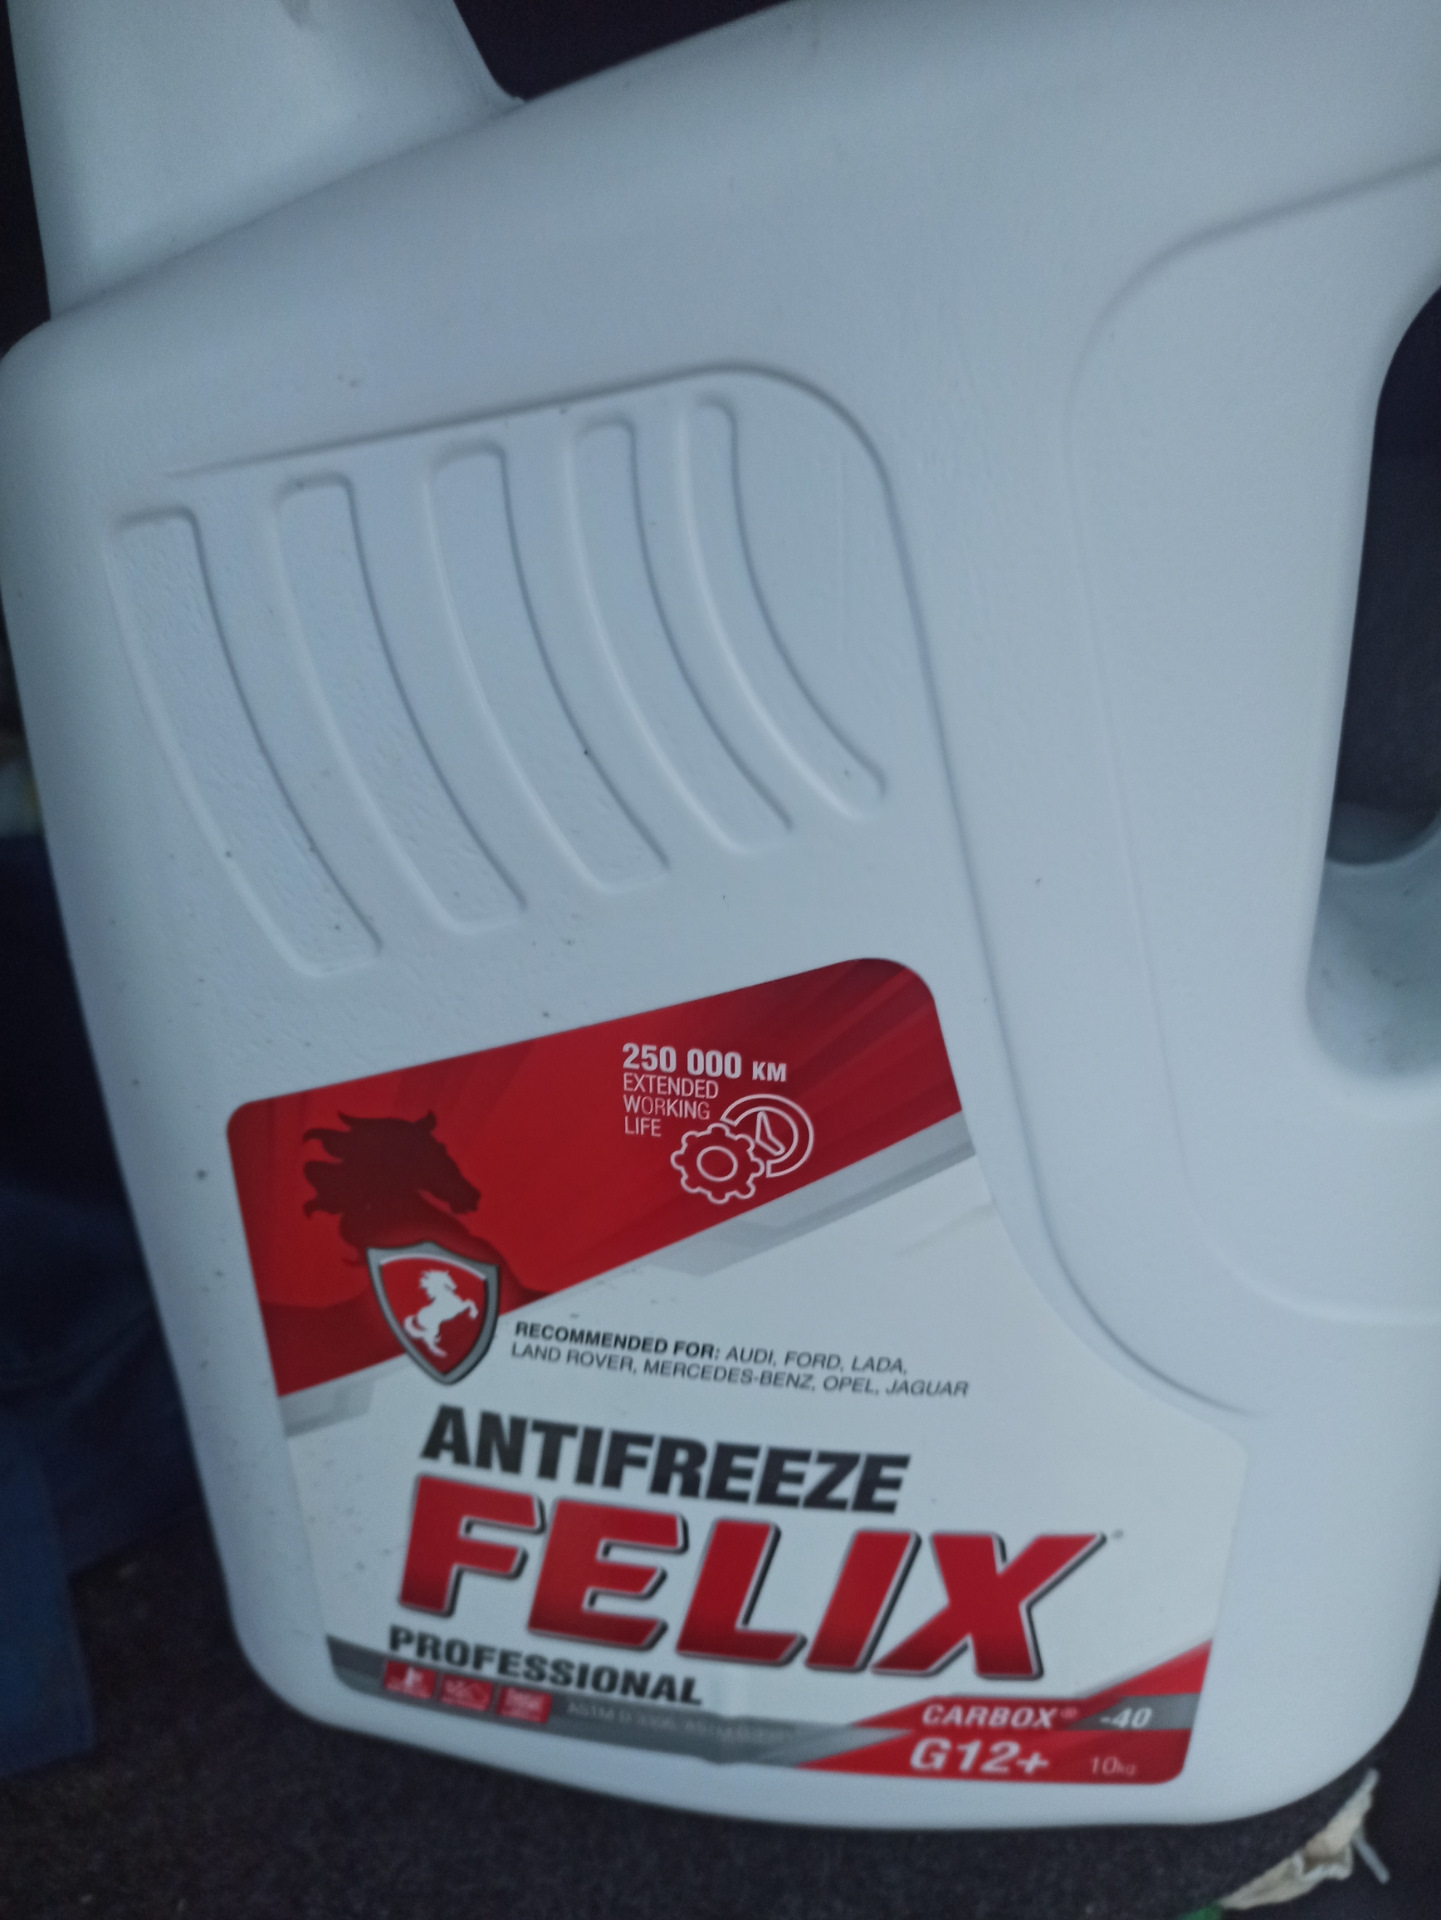 250 000 KM
EXTENDED
WORKING
LIFE
RECOMMENDED FOR: AUDI, FORD, LADA,
LAND ROVER, MERCEDES-BENZ, OPEL, JAGUAR
ANTIFREEZE
FELIX
PROFESSIONAL
CARBOX® -40
G12+ 10kg